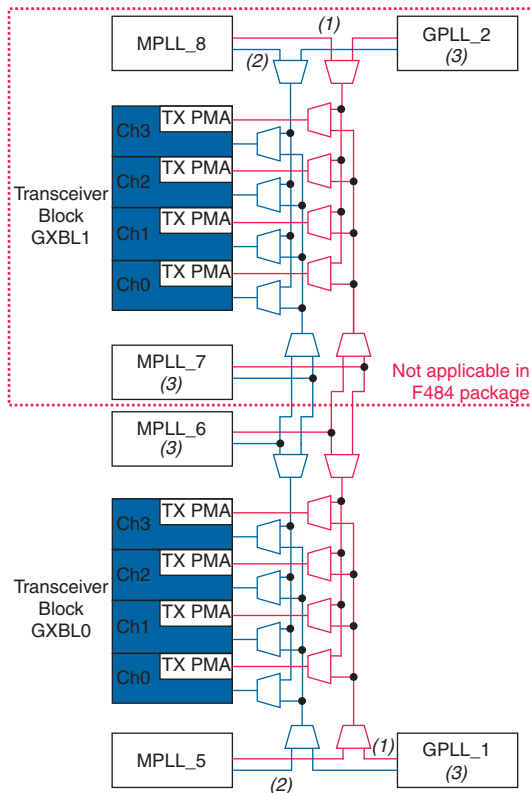 (1)
MPLL_8
GPLL_2
(2)
(3)
TX PMA
Ch3
TX PMA
Ch2
Transceiver
Block
GXBL1
TX PMA
Ch1
TX PMA
Ch0
MPLL_7
(3)
Not applicable in
F484 package
MPLL_6
(3)
TX PMA
Ch3
TX PMA
Ch2
Transceiver
Block
GXBL0
TX PMA
Ch1
TX PMA
Ch0
(1)
MPLL_5
GPLL_1
(2)
(3)